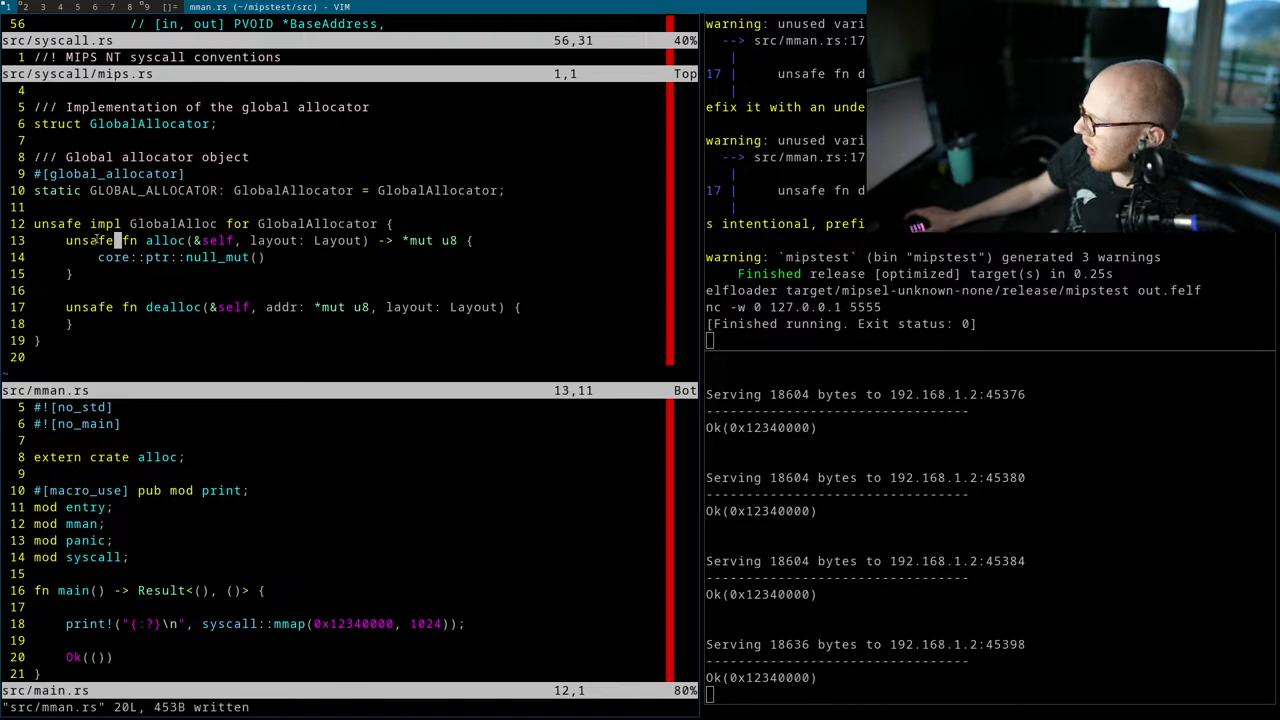 1 2 3 4 5 6 7 8 9 []= mman.rs (~/mipstest/src) - VIM
56 // [in, out] PVOID *BaseAddress,
src/syscall.rs 56,31 40%
1 //! MIPS NT syscall conventions
src/syscall/mips.rs 1,1 Top
4
5 /// Implementation of the global allocator
6 struct GlobalAllocator;
7
8 /// Global allocator object
9 #[global_allocator]
10 static GLOBAL_ALLOCATOR: GlobalAllocator = GlobalAllocator;
11
12 unsafe impl GlobalAlloc for GlobalAllocator {
13 unsafe fn alloc(&self, layout: Layout) -> *mut u8 {
14 core::ptr::null_mut()
15 }
16
17 unsafe fn dealloc(&self, addr: *mut u8, layout: Layout) {
18 }
19 }
20
~
src/mman.rs 13,11 Bot
5 #![no_std]
6 #![no_main]
7
8 extern crate alloc;
9
10 #[macro_use] pub mod print;
11 mod entry;
12 mod mman;
13 mod panic;
14 mod syscall;
15
16 fn main() -> Result<(), ()> {
17
18 print!("{:?}\n", syscall::mmap(0x12340000, 1024));
19
20 Ok(())
21 }
src/main.rs 12,1 80%
"src/mman.rs" 20L, 453B written
warning: unused vari
--> src/mman.rs:17
|
17 | unsafe fn d
|
efix it with an unde
warning: unused vari
--> src/mman.rs:17
|
17 | unsafe fn d
|
s intentional, prefi
warning: `mipstest` (bin "mipstest") generated 3 warnings
Finished release [optimized] target(s) in 0.25s
elfloader target/mipsel-unknown-none/release/mipstest out.felf
nc -w 0 127.0.0.1 5555
[Finished running. Exit status: 0]
Serving 18604 bytes to 192.168.1.2:45376
---------------------------------
Ok(0x12340000)
Serving 18604 bytes to 192.168.1.2:45380
---------------------------------
Ok(0x12340000)
Serving 18604 bytes to 192.168.1.2:45384
---------------------------------
Ok(0x12340000)
Serving 18636 bytes to 192.168.1.2:45398
---------------------------------
Ok(0x12340000)